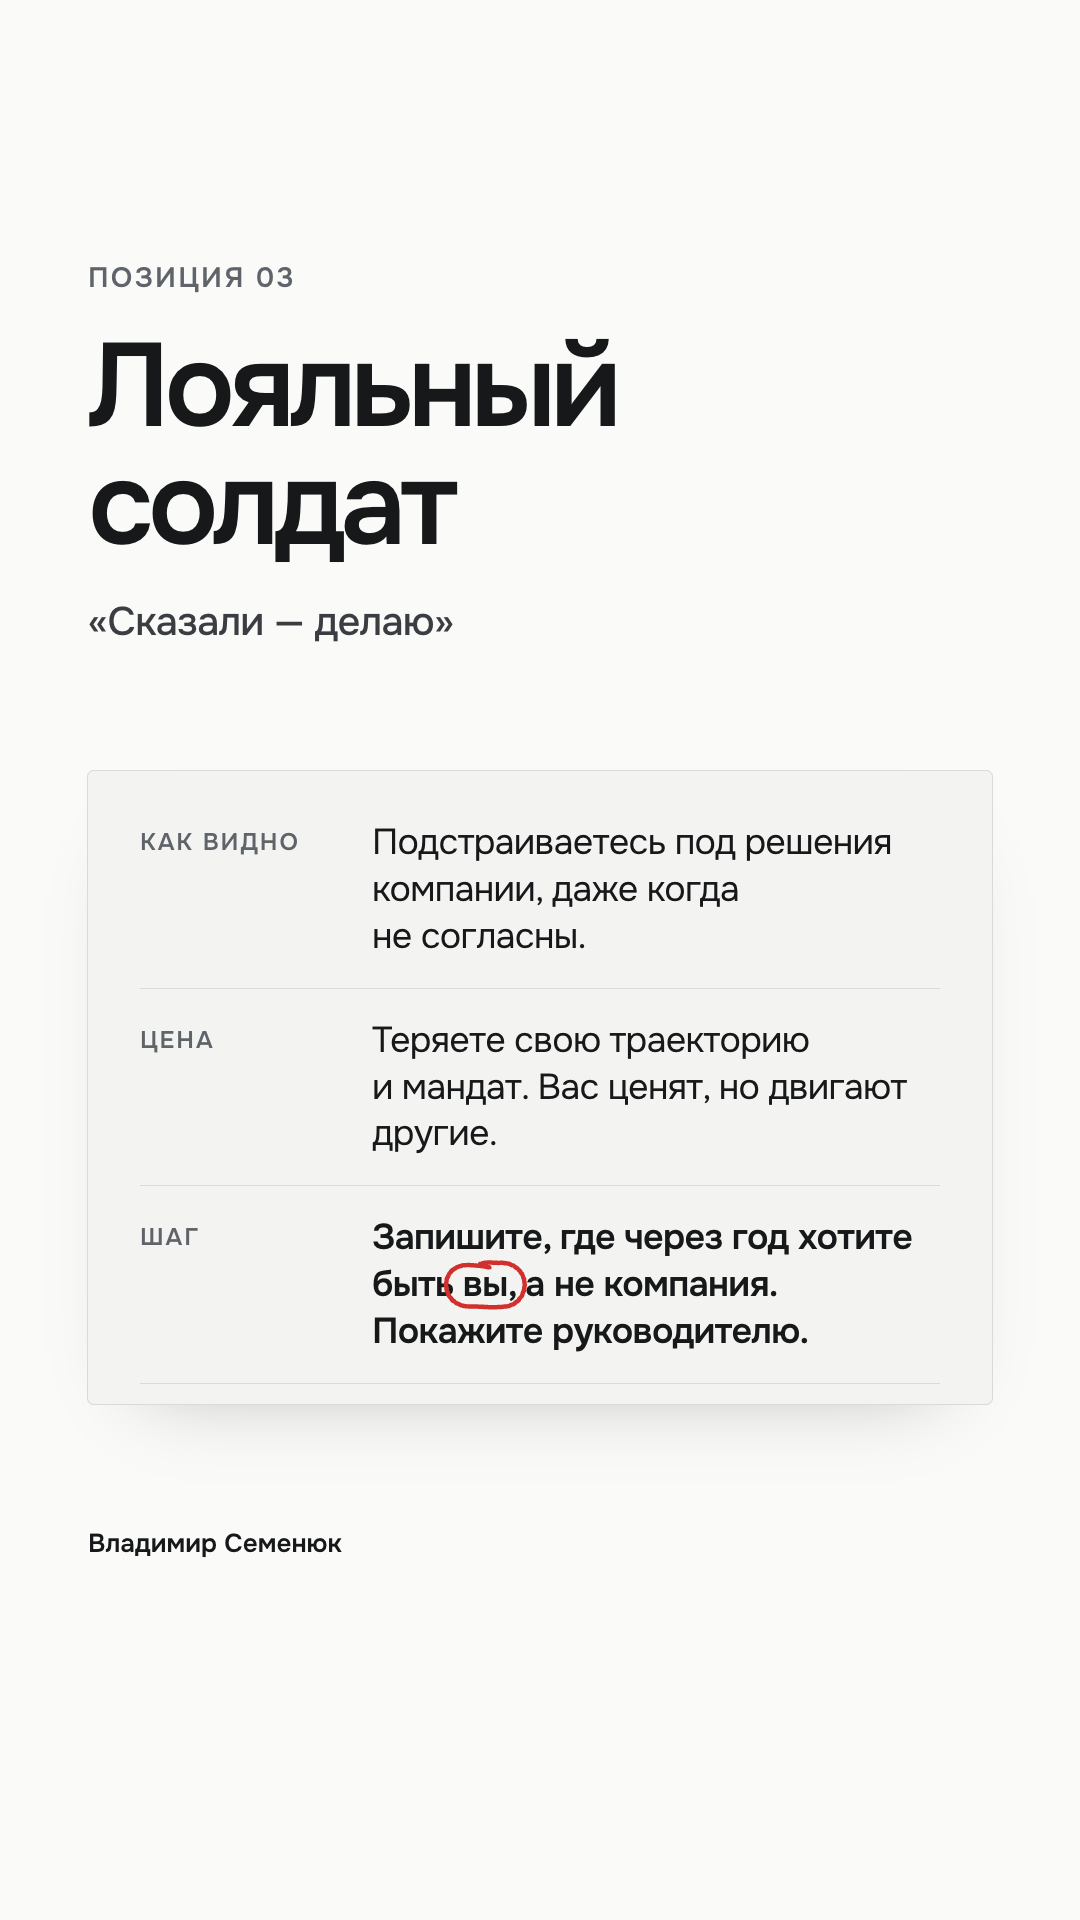 ПОЗИЦИЯ 03
Лояльный
солдат
«Сказали — делаю»
КАК ВИДНО
Подстраиваетесь под решения
компании, даже когда
не согласны.
ЦЕНА
Теряете свою траекторию
и мандат. Вас ценят, но двигают
другие.
ШАГ
Запишите, где через год хотите
быть вы, а не компания.
Покажите руководителю.
Владимир Семенюк